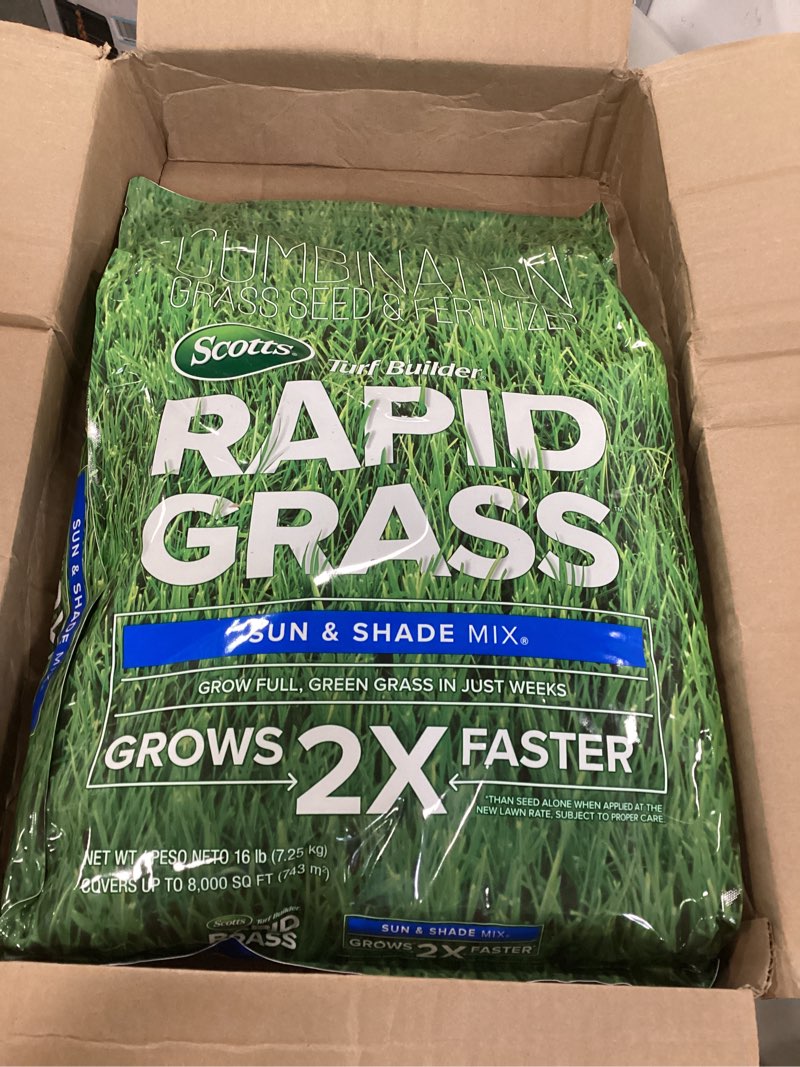 COMBINATION
GRASS SEED & FERTILIZER
Scotts®
Turf Builder
RAPID
GRASS
SUN & SHADE MIX®
GROW FULL, GREEN GRASS IN JUST WEEKS
GROWS 2X FASTER*
*THAN SEED ALONE WHEN APPLIED AT THE
NEW LAWN RATE, SUBJECT TO PROPER CARE
NET WT / PESO NETO 16 lb (7.25 kg)
COVERS UP TO 8,000 SQ FT (743 m²)
SUN & SHADE
Scotts Turf Builder
GRASS
SUN & SHADE MIX®
GROWS 2X FASTER*